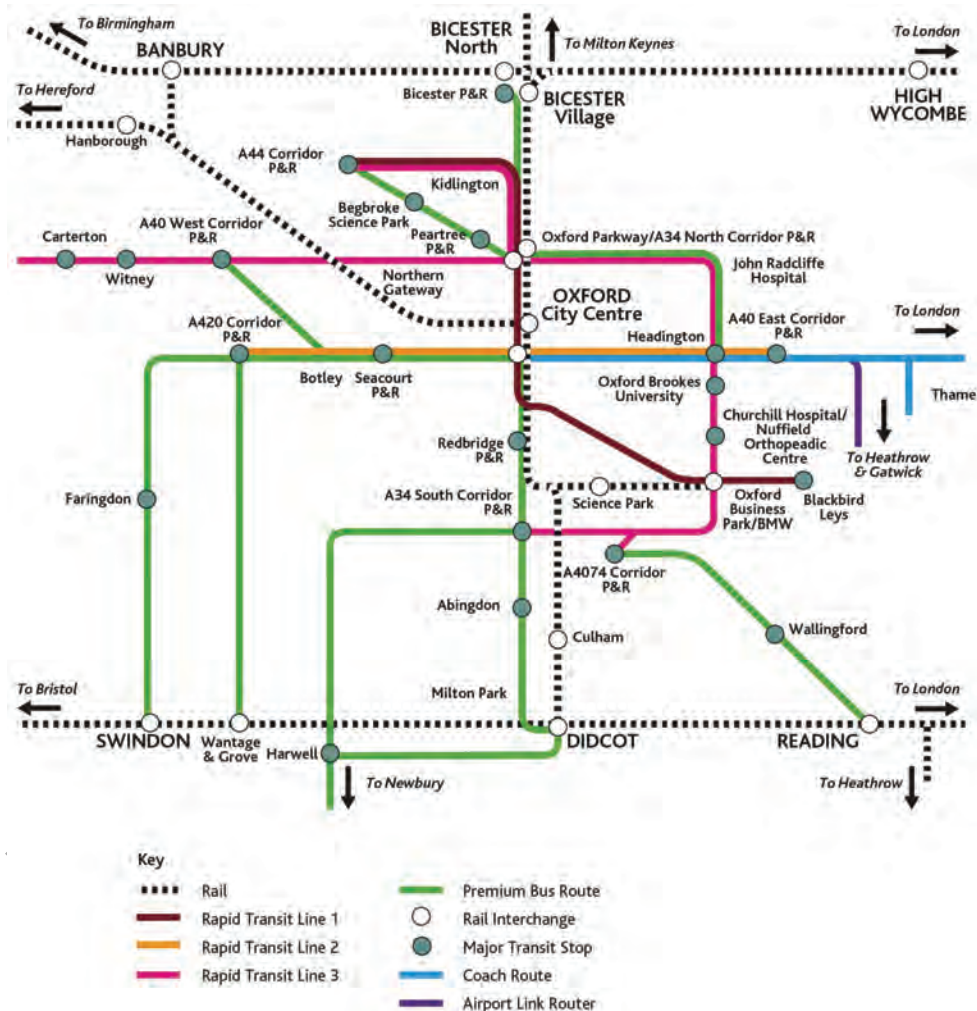 To Birmingham
BANBURY
BICESTER
North
To Milton Keynes
To London
To Hereford
Bicester P&R
BICESTER
Village
HIGH
WYCOMBE
Hanborough
A44 Corridor
P&R
Kidlington
Begbroke
Science Park
Peartree
P&R
Carterton
A40 West Corridor
P&R
Oxford Parkway/A34 North Corridor P&R
Witney
Northern
Gateway
John Radcliffe
Hospital
OXFORD
City Centre
A420 Corridor
P&R
Headington
A40 East Corridor
P&R
To London
Botley
Seacourt
P&R
Oxford Brookes
University
Thame
Redbridge
P&R
Churchill Hospital/
Nuffield
Orthopeadic
Centre
To Heathrow
& Gatwick
Faringdon
A34 South Corridor
P&R
Science Park
Oxford
Business
Park/BMW
Blackbird
Leys
A4074 Corridor
P&R
Abingdon
Culham
Wallingford
To Bristol
Milton Park
To London
SWINDON
Wantage
& Grove
Harwell
DIDCOT
READING
To Newbury
To Heathrow
Key
Rail
Rapid Transit Line 1
Rapid Transit Line 2
Rapid Transit Line 3
Premium Bus Route
Rail Interchange
Major Transit Stop
Coach Route
Airport Link Router